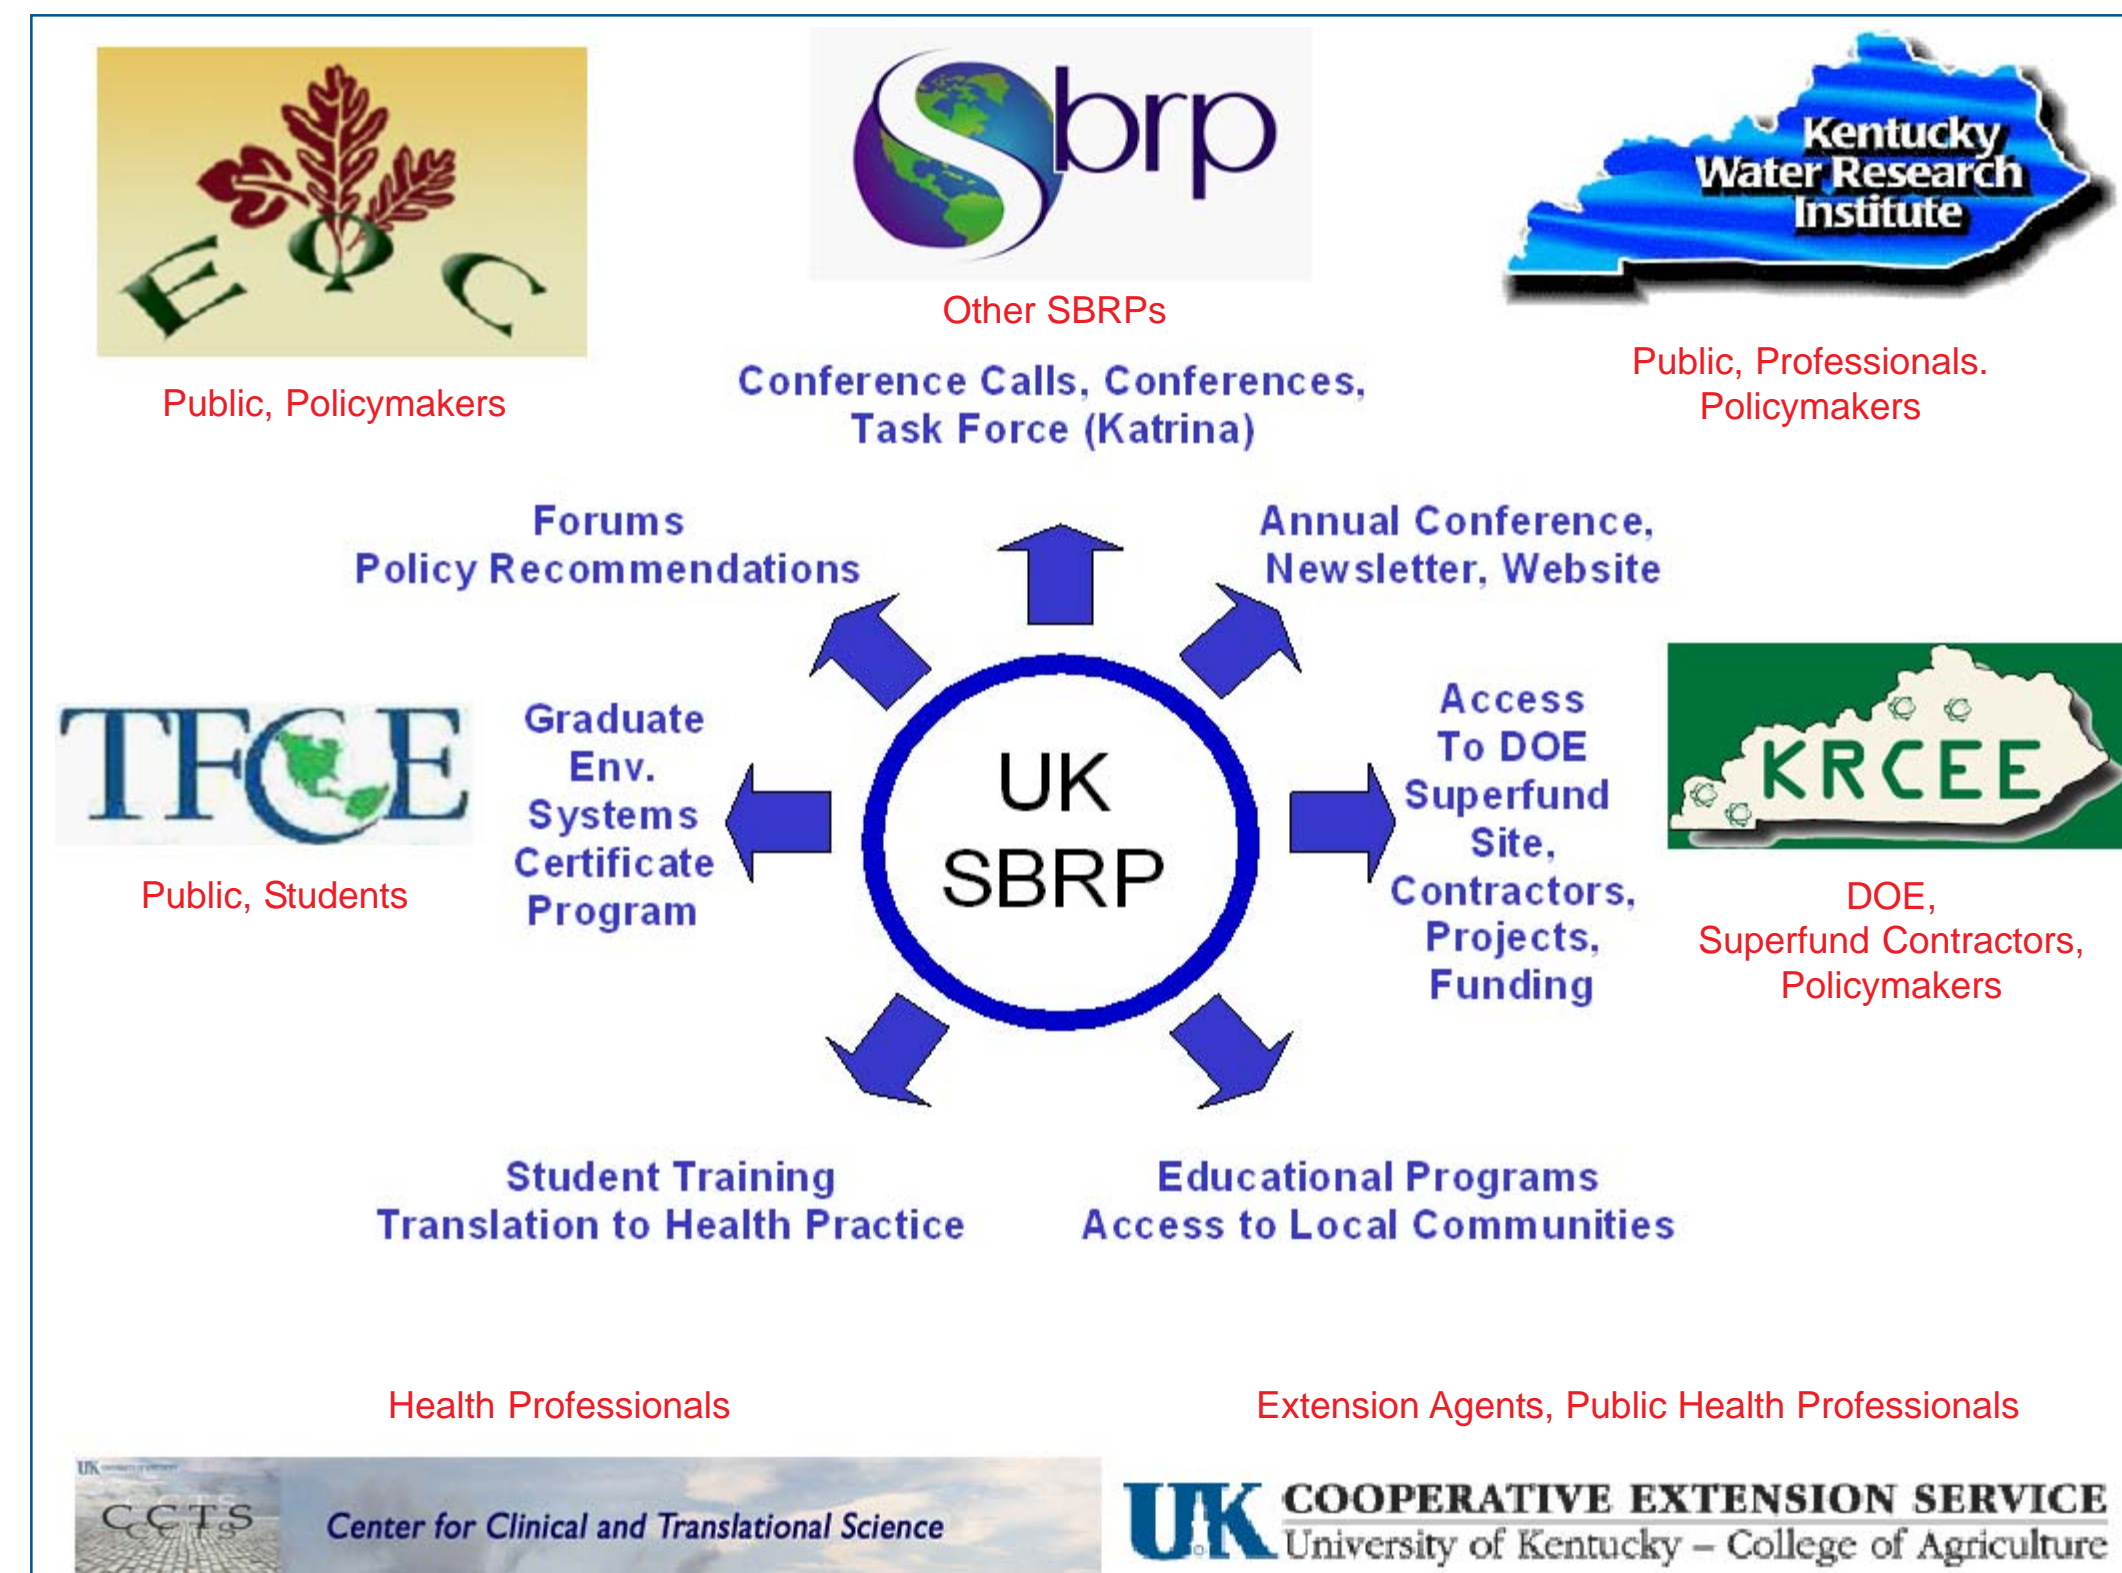 EQC
Sbrp
Kentucky
Water Research
Institute
Other SBRPs
Public, Policymakers
Public, Professionals.
Policymakers
Conference Calls, Conferences,
Task Force (Katrina)
Forums
Policy Recommendations
Annual Conference,
Newsletter, Website
TFCE
Public, Students
Graduate
Env.
Systems
Certificate
Program
UK
SBRP
Access
To DOE
Superfund
Site,
Contractors,
Projects,
Funding
KRCEE
DOE,
Superfund Contractors,
Policymakers
Student Training
Translation to Health Practice
Educational Programs
Access to Local Communities
Health Professionals
Extension Agents, Public Health Professionals
UK
CCTS
Center for Clinical and Translational Science
UK
COOPERATIVE EXTENSION SERVICE
University of Kentucky – College of Agriculture